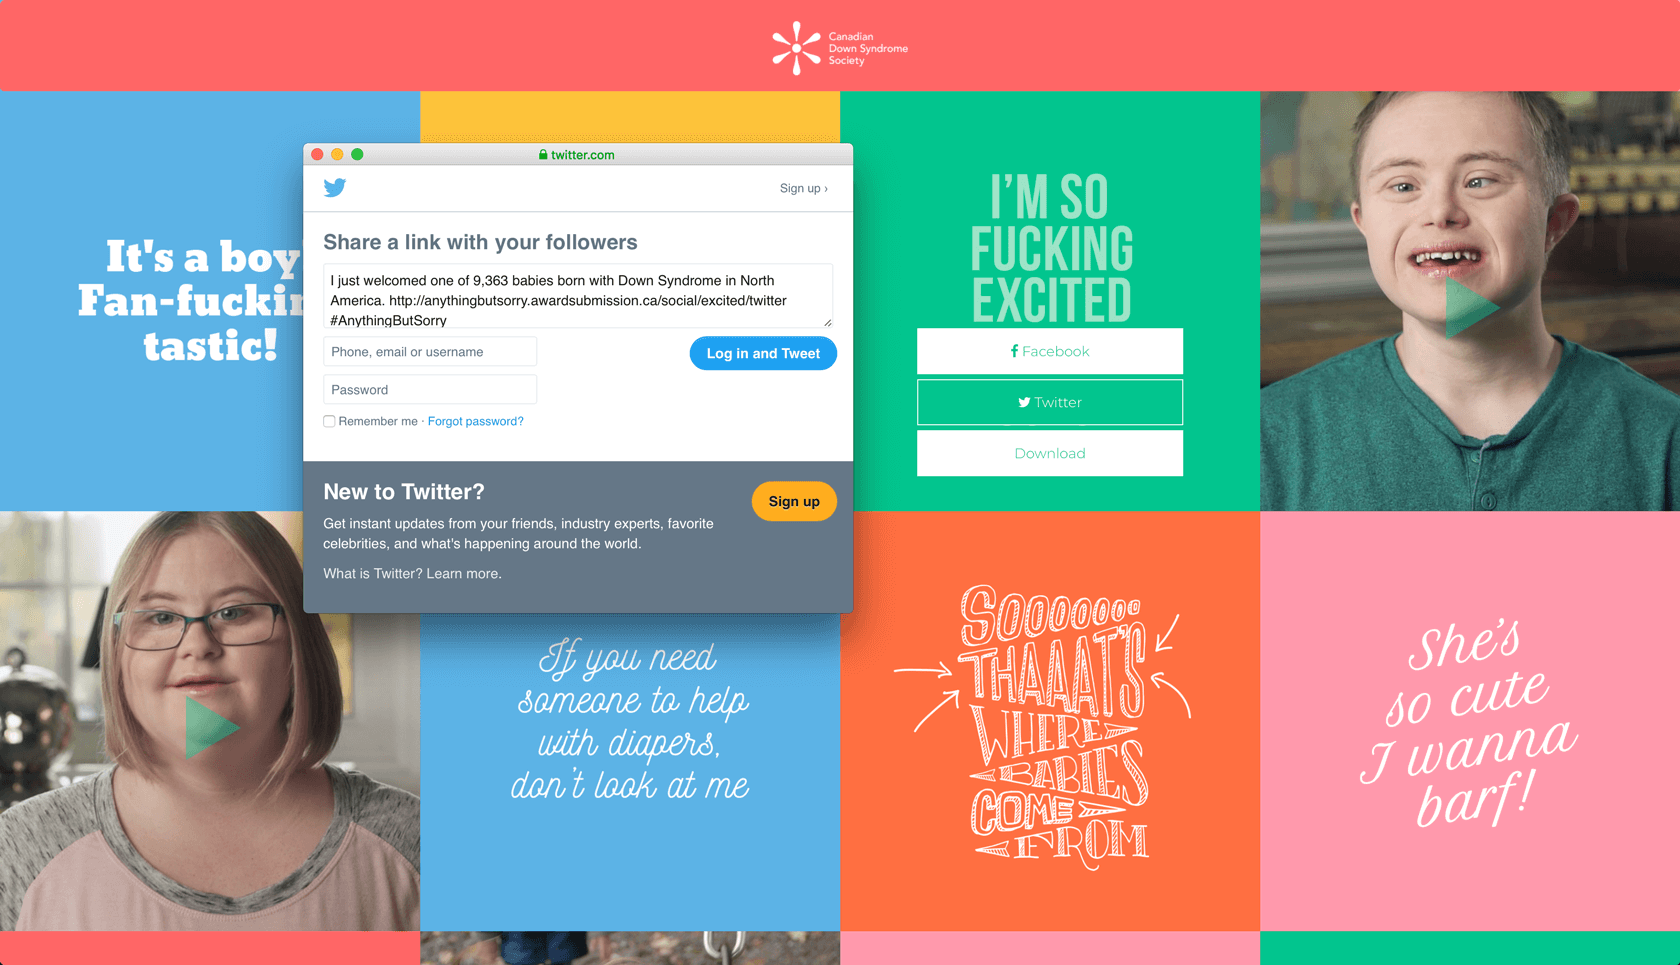 Canadian
Down Syndrome
Society
It's a boy
Fan-fuckin
tastic!
twitter.com
Sign up ›
Share a link with your followers
I just welcomed one of 9,363 babies born with Down Syndrome in North
America. http://anythingbutsorry.awardsubmission.ca/social/excited/twitter
#AnythingButSorry
Phone, email or username
Log in and Tweet
Password
Remember me · Forgot password?
New to Twitter?
Sign up
Get instant updates from your friends, industry experts, favorite
celebrities, and what's happening around the world.
What is Twitter? Learn more.
I'M SO
FUCKING
EXCITED
Facebook
Twitter
Download
If you need
someone to help
with diapers,
don't look at me
Sooooooo
THAAAT'S
WHERE
BABIES
COME
FROM
She's
so cute
I wanna
barf!